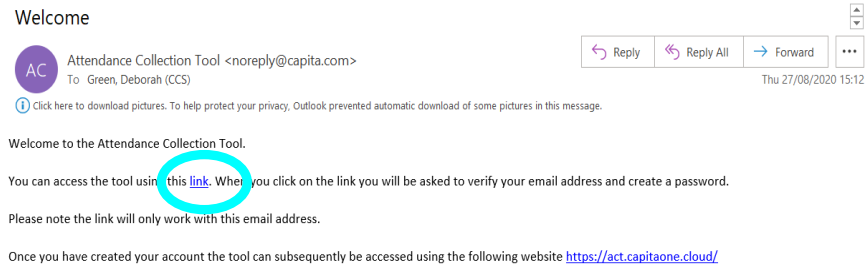 Welcome
AC
Attendance Collection Tool <noreply@capita.com>
To Green, Deborah (CCS)
Reply
Reply All
Forward
Thu 27/08/2020 15:12
Click here to download pictures. To help protect your privacy, Outlook prevented automatic download of some pictures in this message.
Welcome to the Attendance Collection Tool.
You can access the tool using this link. When you click on the link you will be asked to verify your email address and create a password.
Please note the link will only work with this email address.
Once you have created your account the tool can subsequently be accessed using the following website https://act.capitaone.cloud/